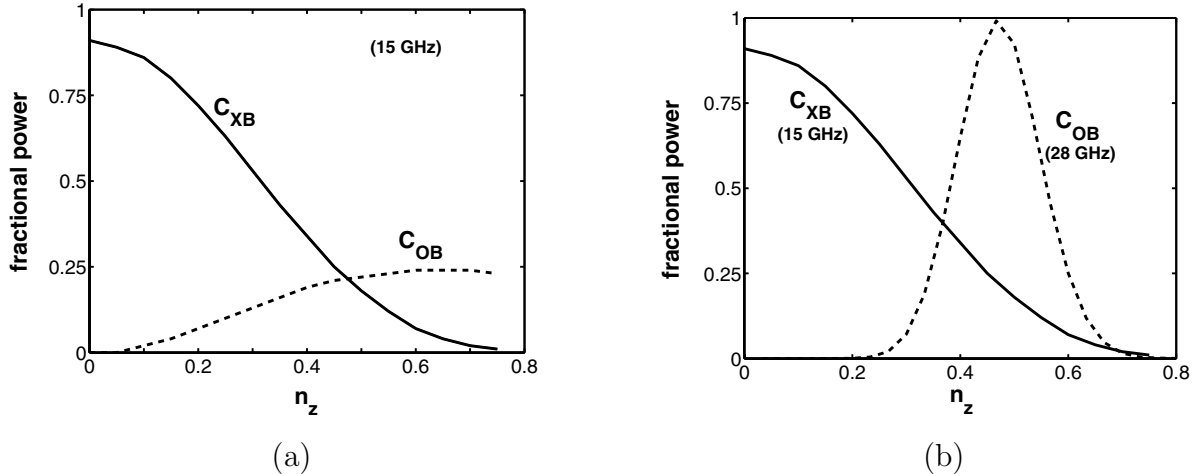 1
0.75
0.5
0.25
0
fractional power
(15 GHz)
C_XB
C_OB
0 0.2 0.4 0.6 0.8
n_z
(a)
1
0.75
0.5
0.25
0
fractional power
C_XB
(15 GHz)
C_OB
(28 GHz)
0 0.2 0.4 0.6 0.8
n_z
(b)